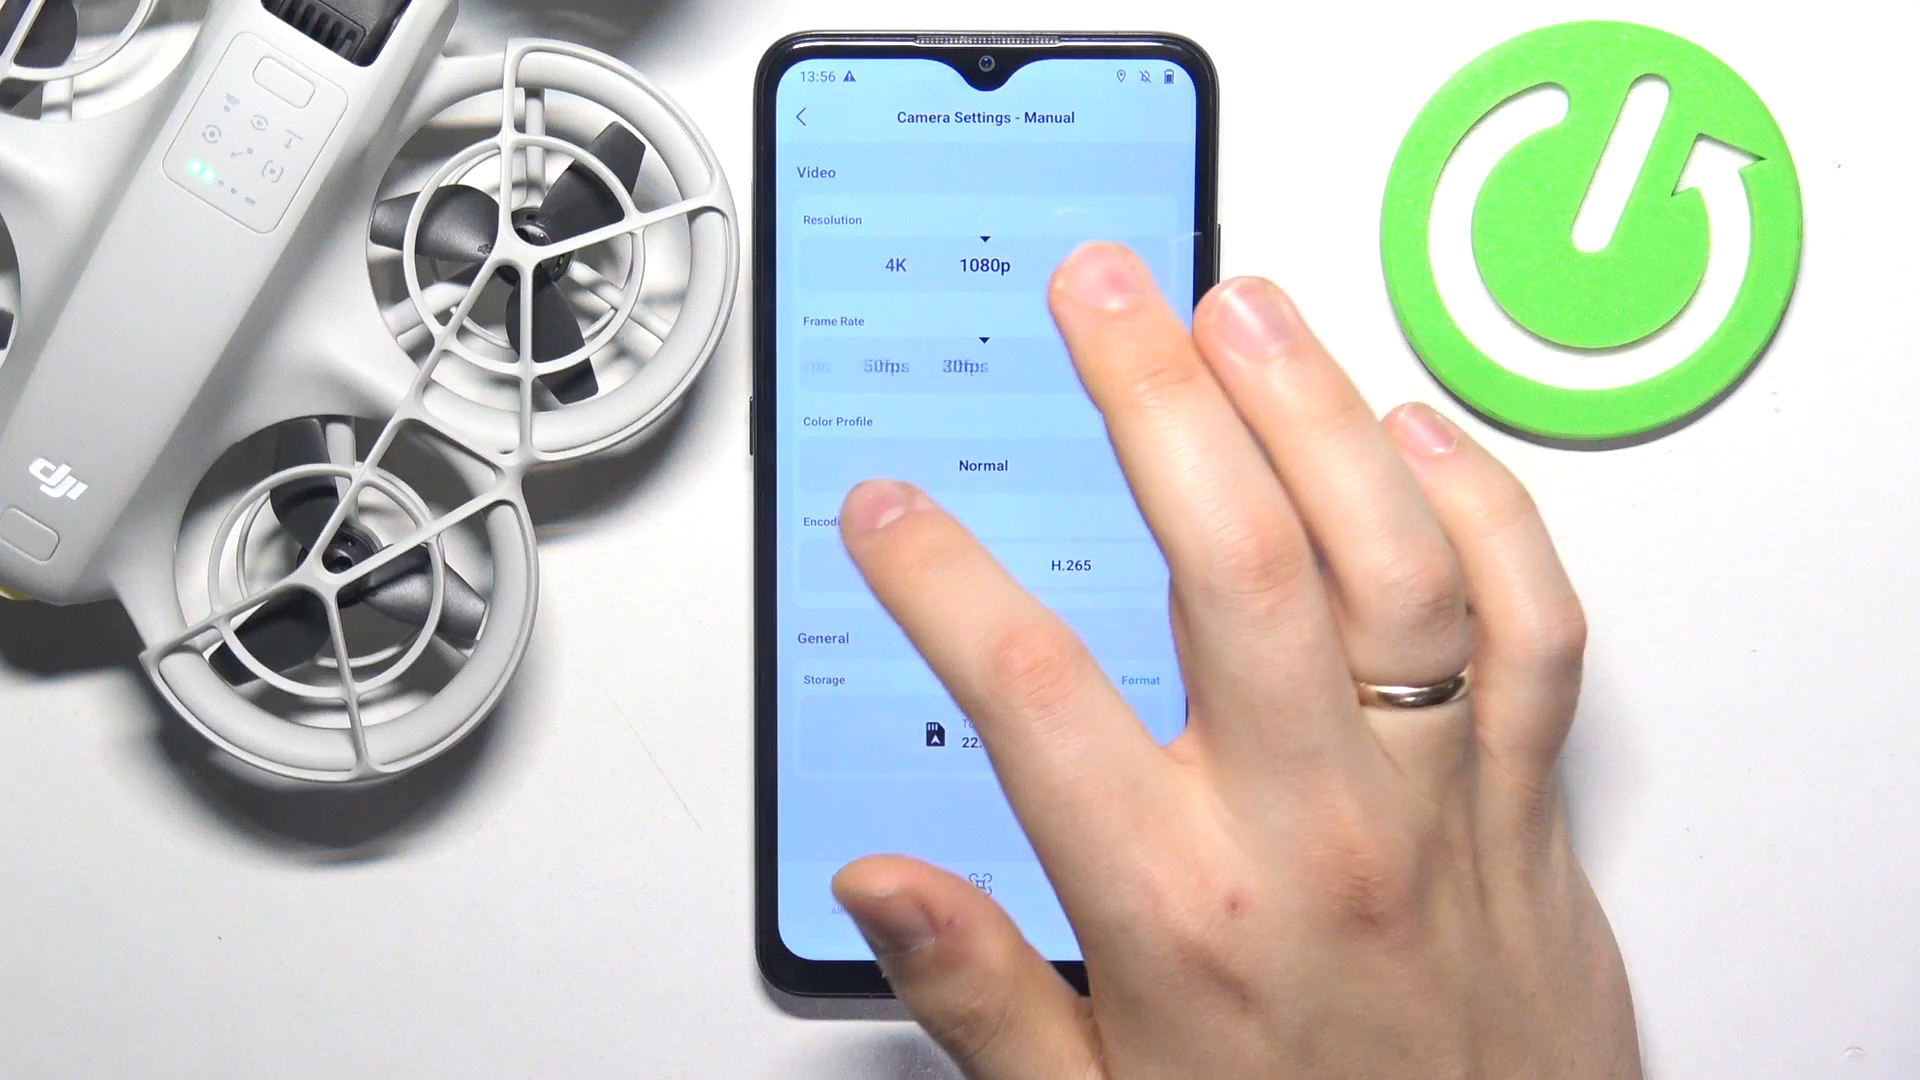 13:56
Camera Settings - Manual
Video
Resolution
4K 1080p
Frame Rate
30fps
Color Profile
Normal
H.265
General
Storage Format
dji